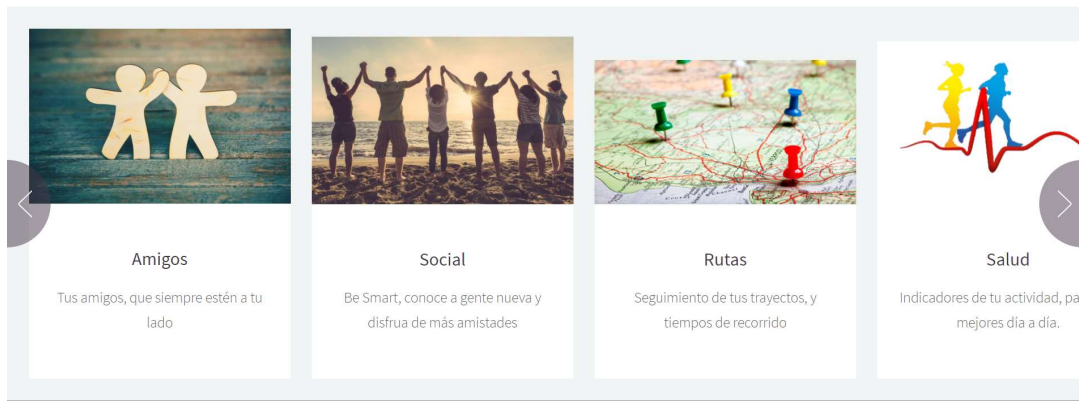 Amigos
Tus amigos, que siempre estén a tu
lado
Social
Be Smart, conoce a gente nueva y
disfrua de más amistades
Rutas
Seguimiento de tus trayectos, y
tiempos de recorrido
Salud
Indicadores de tu actividad, pa
mejores día a día.